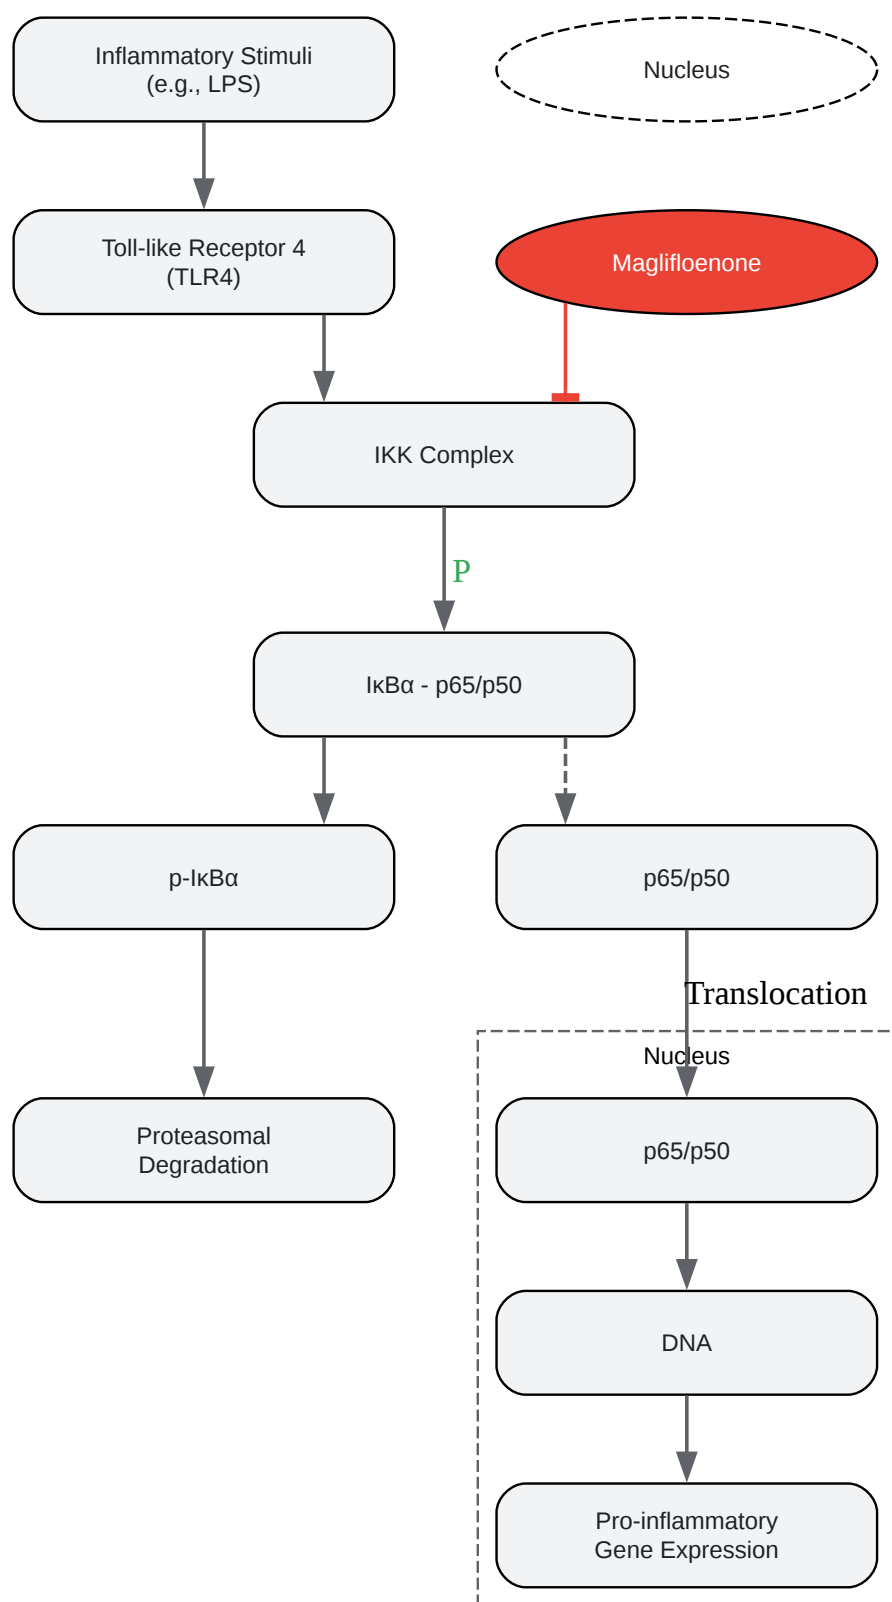 Inflammatory Stimuli
(e.g., LPS)
Nucleus
Toll-like Receptor 4
(TLR4)
Maglifloenone
IKK Complex
P
IκBα - p65/p50
p-IκBα
p65/p50
Translocation
Nucleus
Proteasomal
Degradation
p65/p50
DNA
Pro-inflammatory
Gene Expression